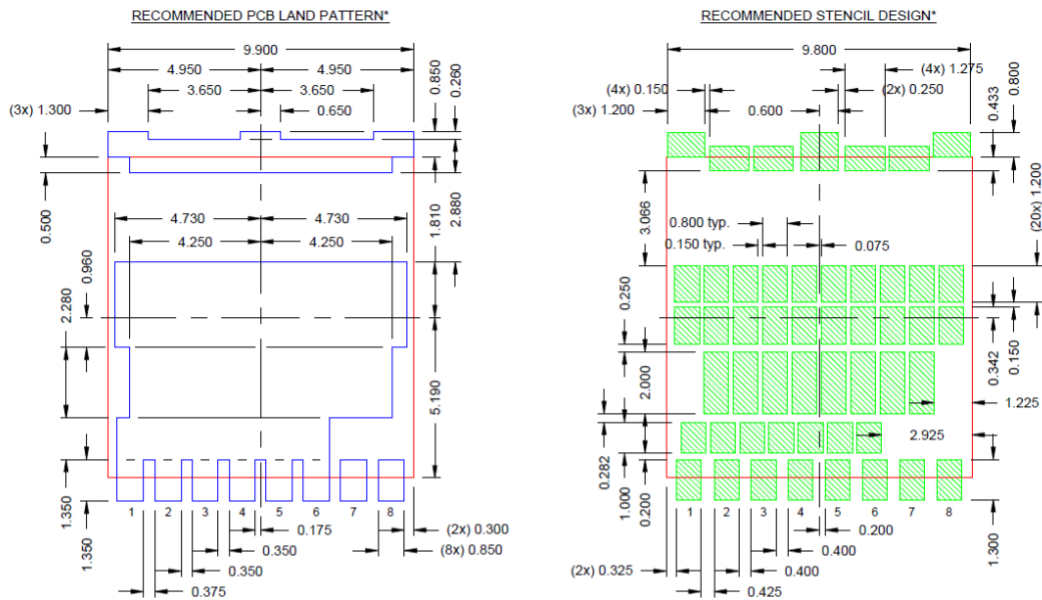 RECOMMENDED PCB LAND PATTERN*
9.900
4.950
4.950
3.650
3.650
(3x) 1.300
0.650
0.850
0.260
0.500
4.730
4.730
4.250
4.250
1.810
2.880
0.960
2.280
5.190
1.350
1.350
1 2 3 4 5 6 7 8
0.175
(2x) 0.300
0.350
(8x) 0.850
0.350
0.375
RECOMMENDED STENCIL DESIGN*
9.800
(4x) 1.275
(4x) 0.150
(2x) 0.250
(3x) 1.200
0.600
0.433
0.800
3.066
0.800 typ.
0.150 typ.
0.075
(20x) 1.200
0.250
2.000
0.342
0.150
1.225
2.925
0.282
1.000
0.200
1 2 3 4 5 6 7 8
0.200
0.400
(2x) 0.325
0.400
0.425
1.300